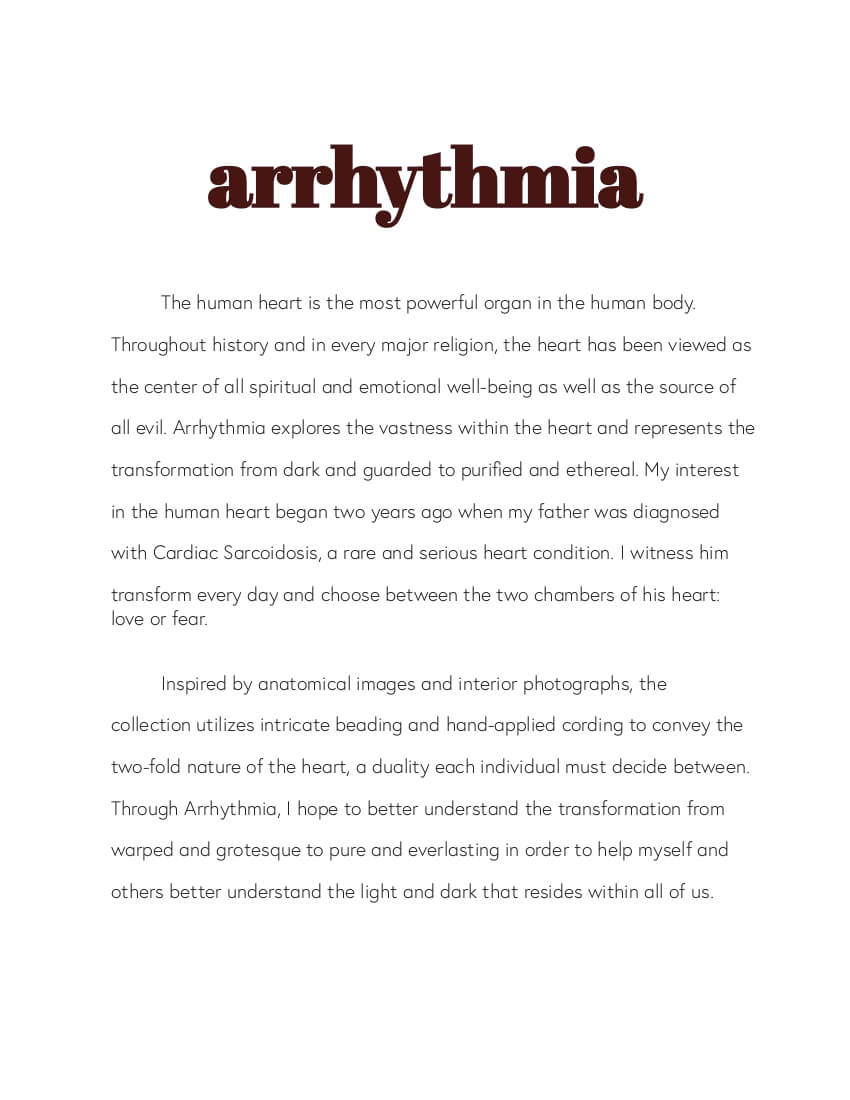 arrhythmia
The human heart is the most powerful organ in the human body.
Throughout history and in every major religion, the heart has been viewed as
the center of all spiritual and emotional well-being as well as the source of
all evil. Arrhythmia explores the vastness within the heart and represents the
transformation from dark and guarded to purified and ethereal. My interest
in the human heart began two years ago when my father was diagnosed
with Cardiac Sarcoidosis, a rare and serious heart condition. I witness him
transform every day and choose between the two chambers of his heart:
love or fear.
Inspired by anatomical images and interior photographs, the
collection utilizes intricate beading and hand-applied cording to convey the
two-fold nature of the heart, a duality each individual must decide between.
Through Arrhythmia, I hope to better understand the transformation from
warped and grotesque to pure and everlasting in order to help myself and
others better understand the light and dark that resides within all of us.